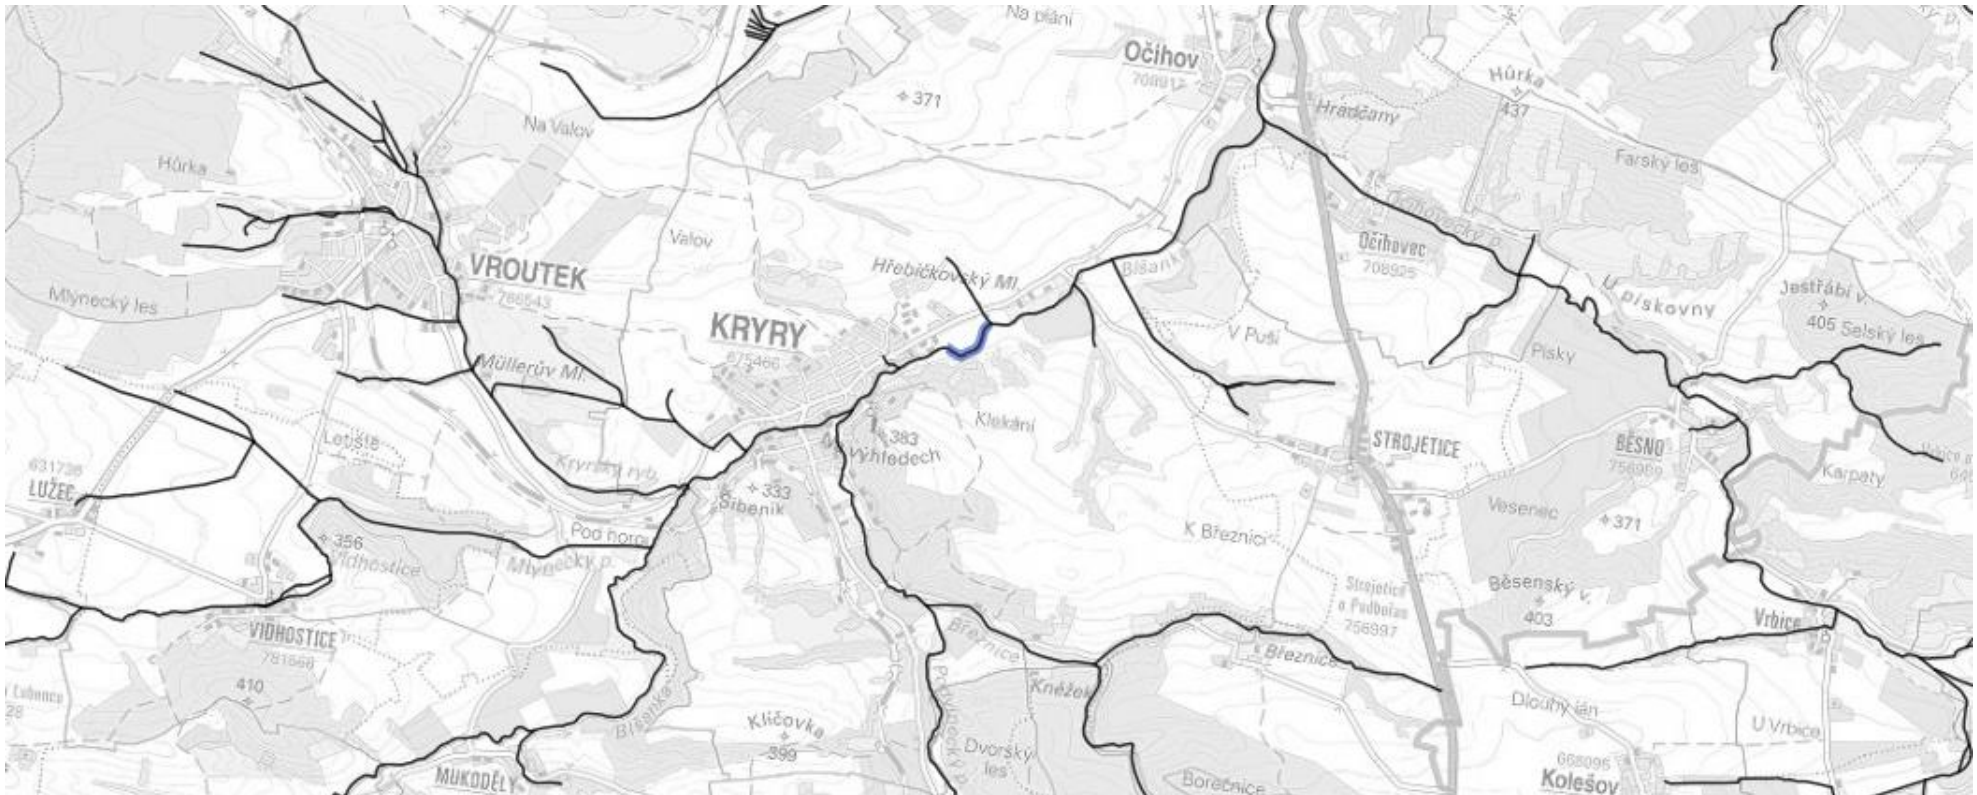 Na pláni
Očihov
708917
Hůrka
437
371
Hradčany
Na Valov
Farský les
Hůrka
Valov
Očihovec
708925
VROUTEK
786543
Hřebíčkovský Ml.
Blšanka
U pískovny
Jestřábí v.
405 Selský les
Mlýnecký les
KRYRY
675466
V Puši
Písky
Müllerův Ml.
Klekání
383
Výhledech
STROJETICE
BĚSNO
756989
Letiště
631736
LUŽEC
Kryrský ryb.
333
Šibeník
Karpaty
Vesenec
371
356
Vidhostice
Pod horou
Mlýnecký p.
K Březnici
Strojetice
u Podbořan
756997
Běsenský v.
403
Vrbice
VIDHOSTICE
781568
Březnice
Březnice
410
Kněžek
Podvinecký p.
Blšanka
Klíčovka
399
Dlouhý lán
U Vrbice
Dvorský
les
MUKODĚLY
Borečnice
668095
Kolešov